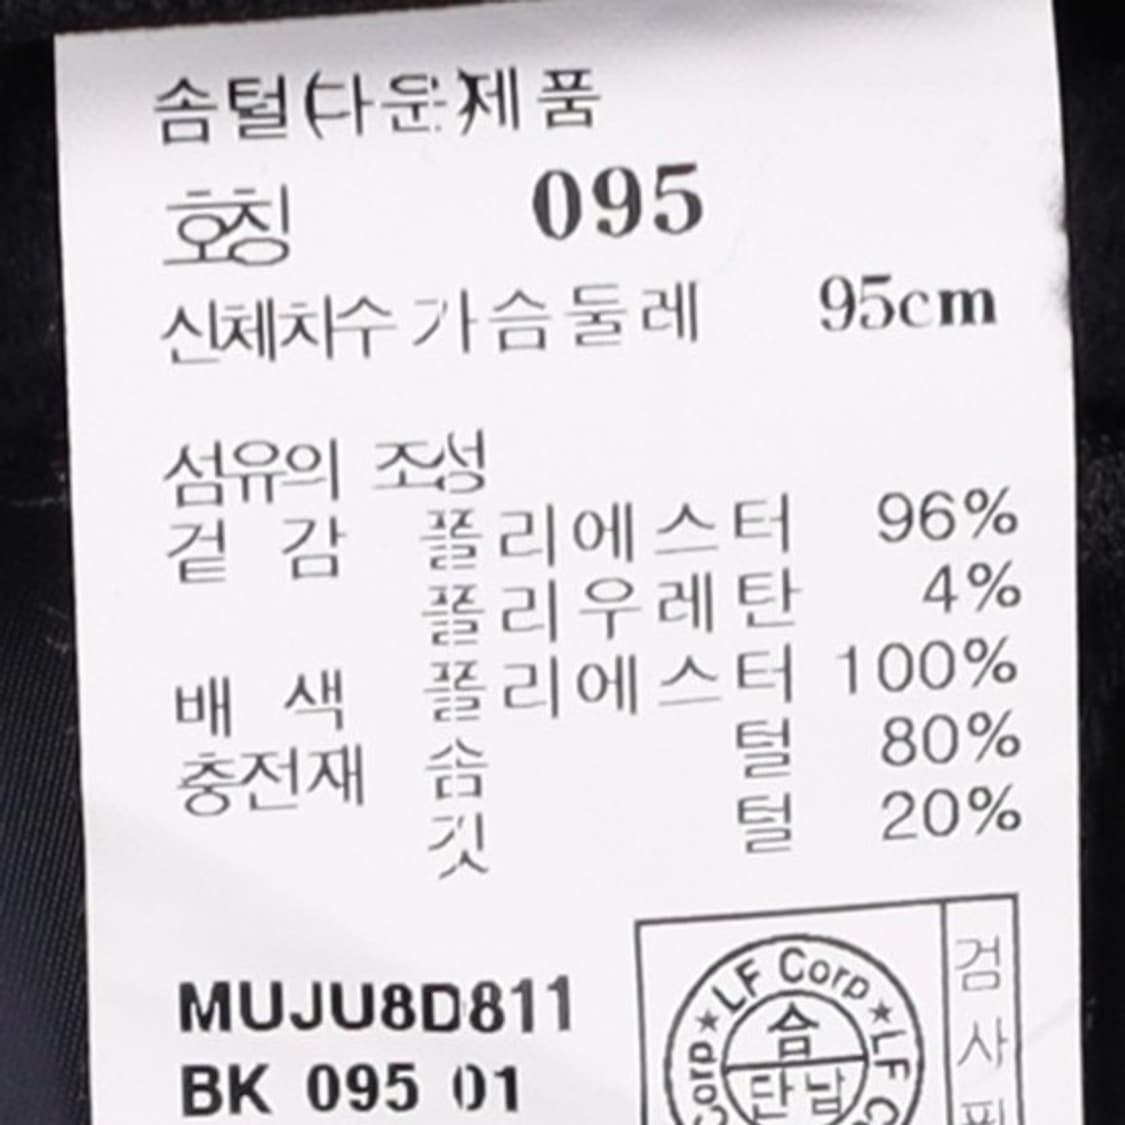 솜털(다운)제품
호칭 095
신체치수 가슴둘레 95cm
섬유의 조성
겉감 폴리에스터 96%
폴리우레탄 4%
배색 폴리에스터 100%
충전재 솜털 80%
깃털 20%
MUJU8D811
BK 095 01
LF Corp ★ LF C
Corp ★
검사필